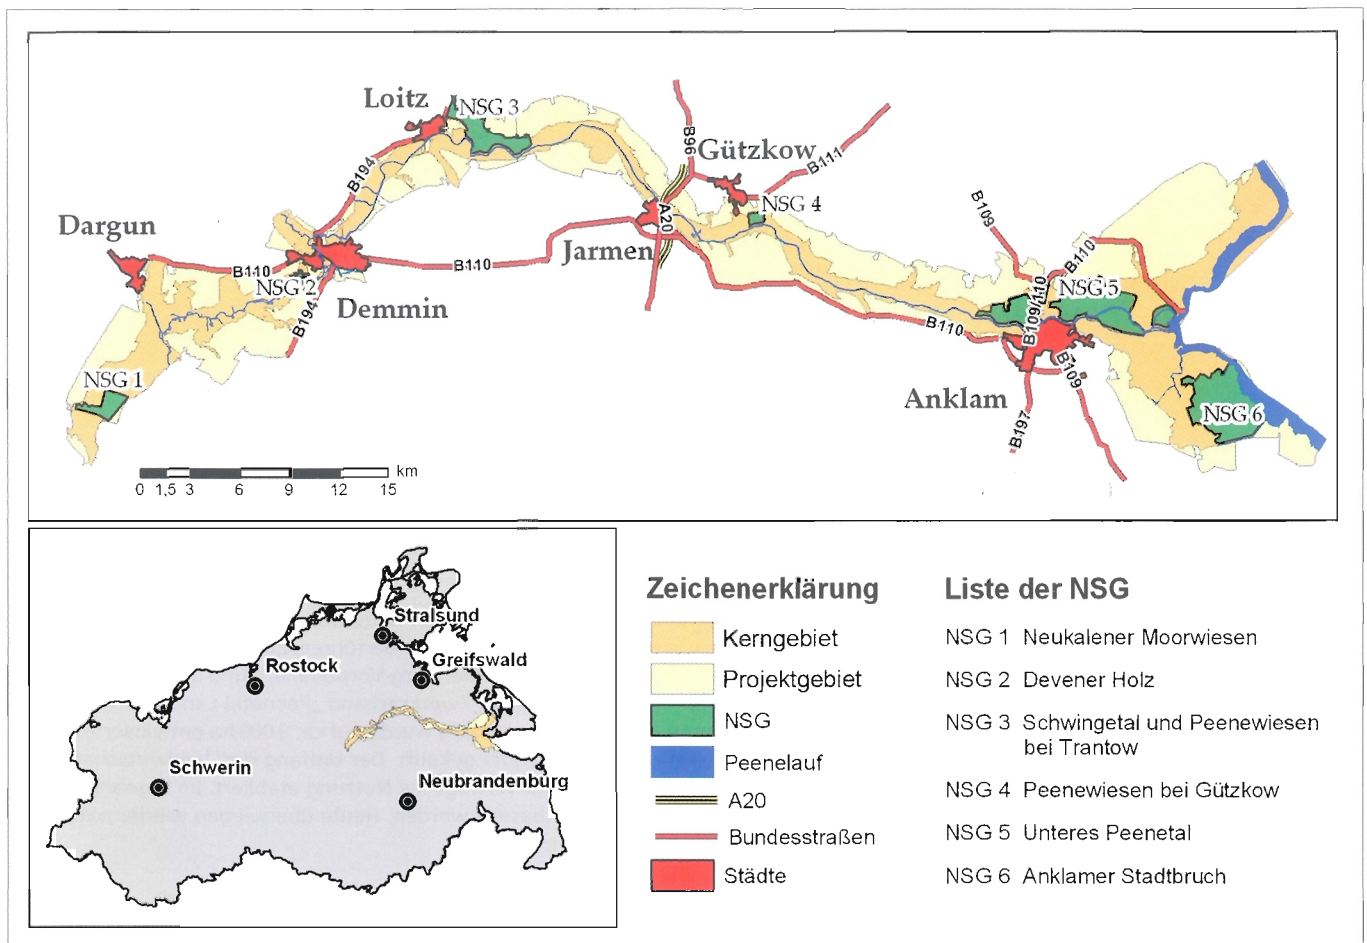 Loitz
NSG 3
B96
Gützkow
B111
B194
NSG 4
Dargun
A20
B109
B110
Jarmen
B110
B110
NSG 2
NSG 5
Demmin
B194
B109/110
B110
B109
NSG 1
Anklam
NSG 6
B197
km
0 1,5 3 6 9 12 15
Stralsund
Rostock
Greifswald
Schwerin
Neubrandenburg
Zeichenerklärung
Kerngebiet
Projektgebiet
NSG
Peenelauf
A20
Bundesstraßen
Städte
Liste der NSG
NSG 1 Neukalener Moorwiesen
NSG 2 Devener Holz
NSG 3 Schwingetal und Peenewiesen
bei Trantow
NSG 4 Peenewiesen bei Gützkow
NSG 5 Unteres Peenetal
NSG 6 Anklamer Stadtbruch